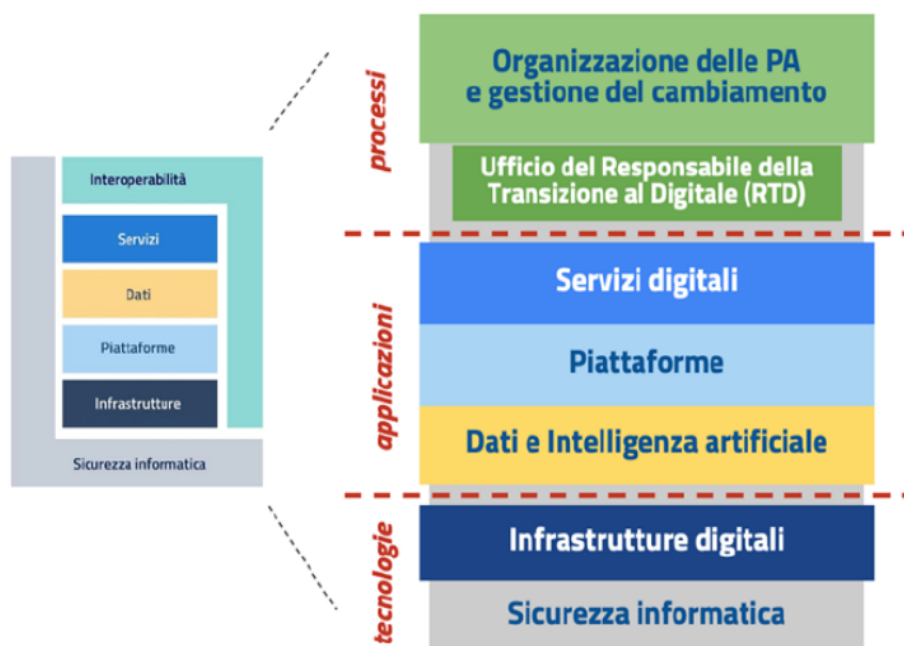 Interoperabilità
Servizi
Dati
Piattaforme
Infrastrutture
Sicurezza informatica
processi
Organizzazione delle PA
e gestione del cambiamento
Ufficio del Responsabile della
Transizione al Digitale (RTD)
applicazioni
Servizi digitali
Piattaforme
Dati e Intelligenza artificiale
tecnologie
Infrastrutture digitali
Sicurezza informatica